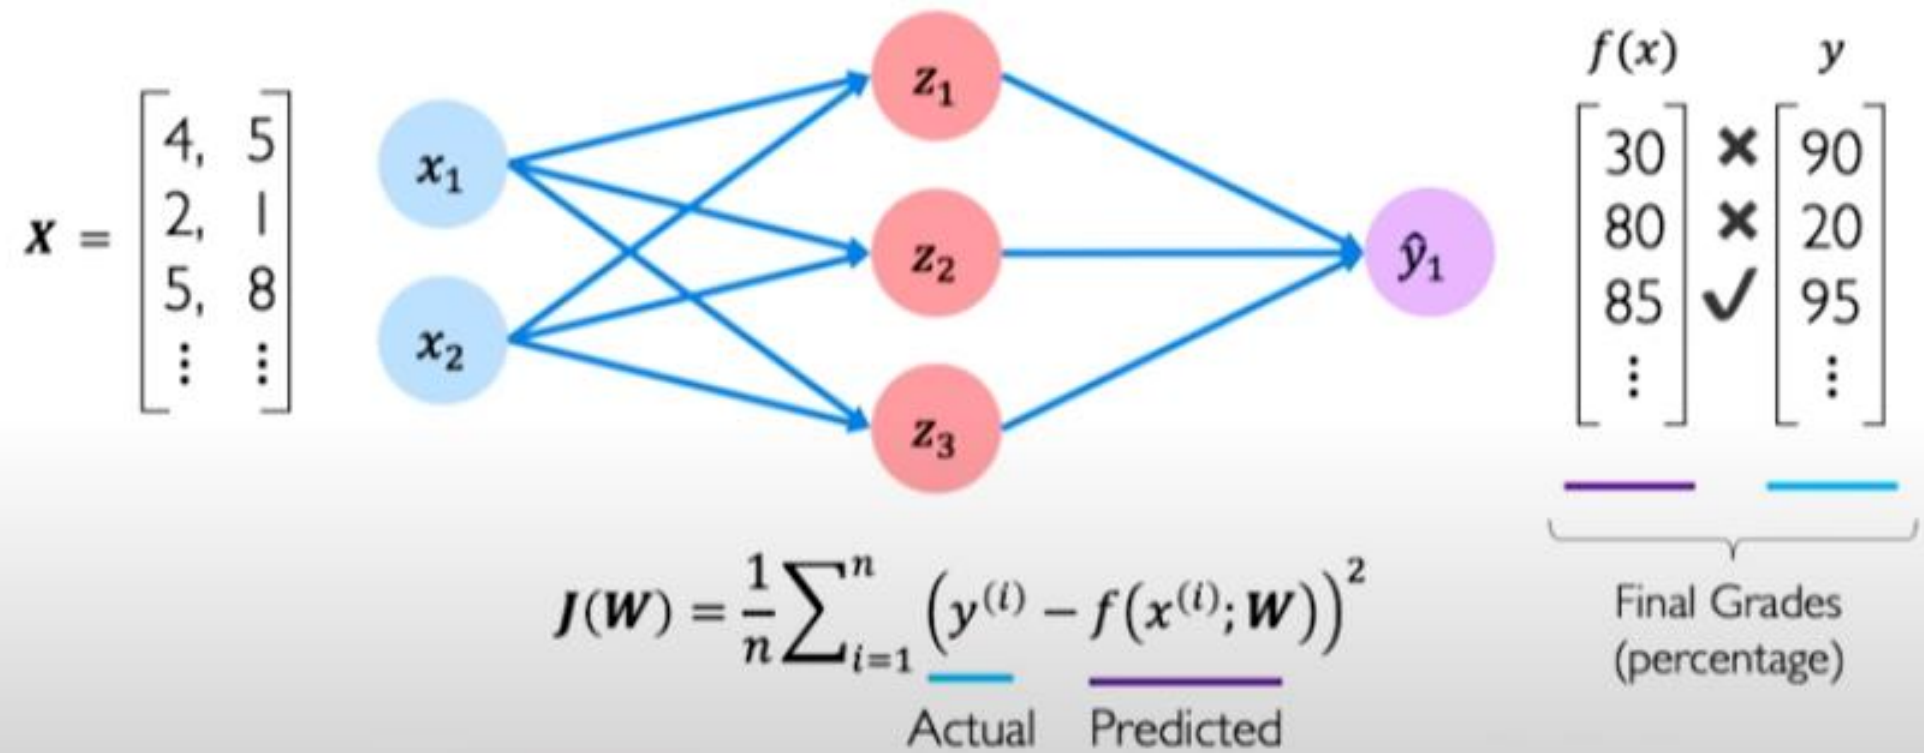 X = [4, 5
2, 1
5, 8
⋮ ⋮]
x₁
x₂
z₁
z₂
z₃
ŷ₁
f(x) y
30 ✖ 90
80 ✖ 20
85 ✓ 95
⋮ ⋮
Final Grades
(percentage)
J(W) = 1/n ∑ⁿᵢ₌₁ (y⁽ⁱ⁾ − f(x⁽ⁱ⁾; W))²
Actual Predicted